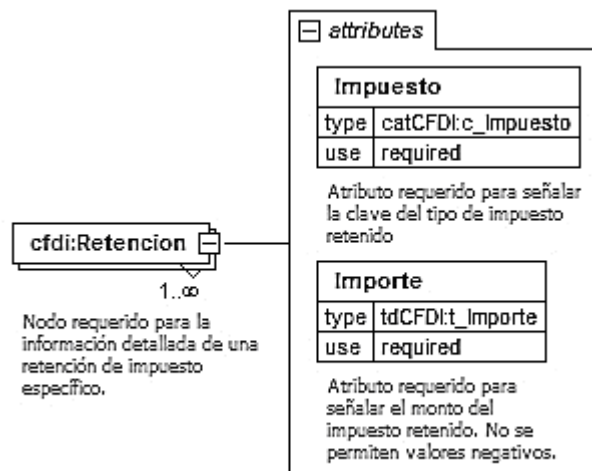 attributes
Impuesto
type catCFDI:c_Impuesto
use required
Atributo requerido para señalar
la clave del tipo de impuesto
retenido
cfdi:Retencion
1..∞
Nodo requerido para la
información detallada de una
retención de impuesto
específico.
Importe
type tdCFDI:t_Importe
use required
Atributo requerido para
señalar el monto del
impuesto retenido. No se
permiten valores negativos.